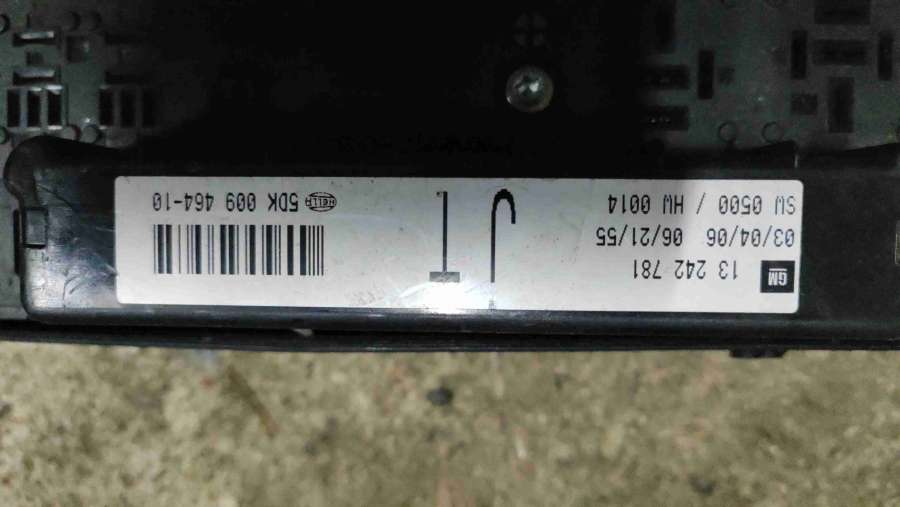 GM
13 242 781
03/04/06 06/21/55
SW 0500 / HW 0014
HELLA 5DK 009 464-10